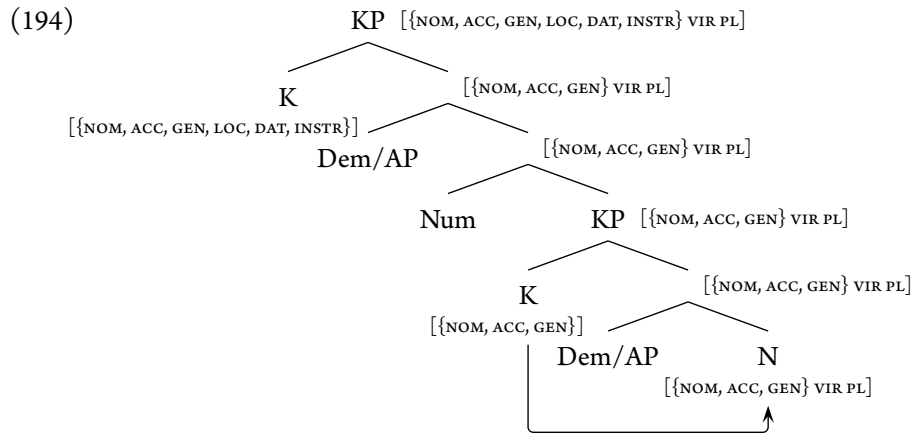 (194)
KP [{NOM, ACC, GEN, LOC, DAT, INSTR} VIR PL]
K
[{NOM, ACC, GEN, LOC, DAT, INSTR}]
[{NOM, ACC, GEN} VIR PL]
Dem/AP
[{NOM, ACC, GEN} VIR PL]
Num
KP [{NOM, ACC, GEN} VIR PL]
K
[{NOM, ACC, GEN}]
[{NOM, ACC, GEN} VIR PL]
Dem/AP
N
[{NOM, ACC, GEN} VIR PL]